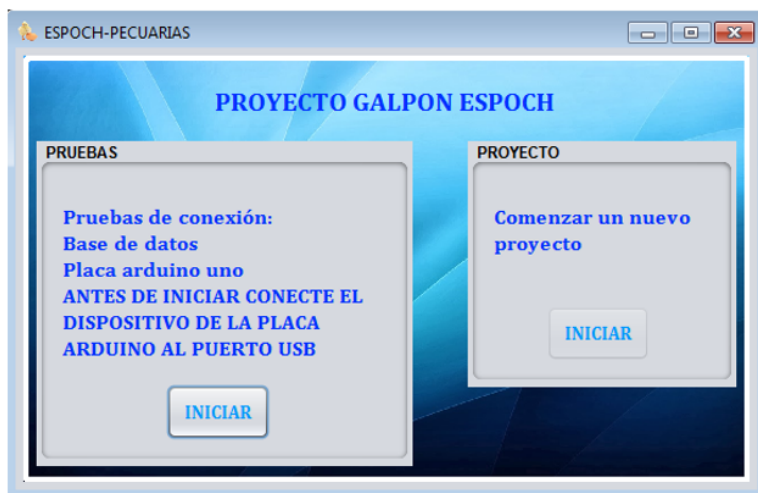 ESPOCH-PECUARIAS
PROYECTO GALPON ESPOCH
PRUEBAS
Pruebas de conexión:
Base de datos
Placa arduino uno
ANTES DE INICIAR CONECTE EL
DISPOSITIVO DE LA PLACA
ARDUINO AL PUERTO USB
INICIAR
PROYECTO
Comenzar un nuevo
proyecto
INICIAR